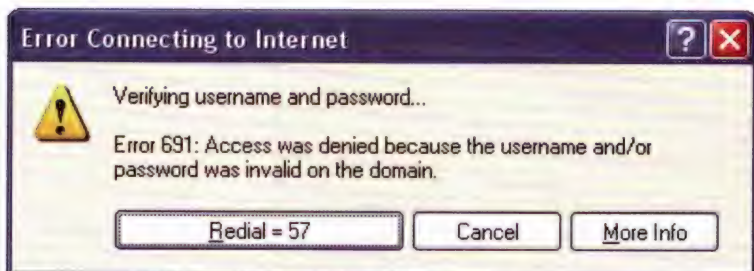 Error Connecting to Internet
Verifying username and password...
Error 691: Access was denied because the username and/or
password was invalid on the domain.
Redial = 57
Cancel
More Info